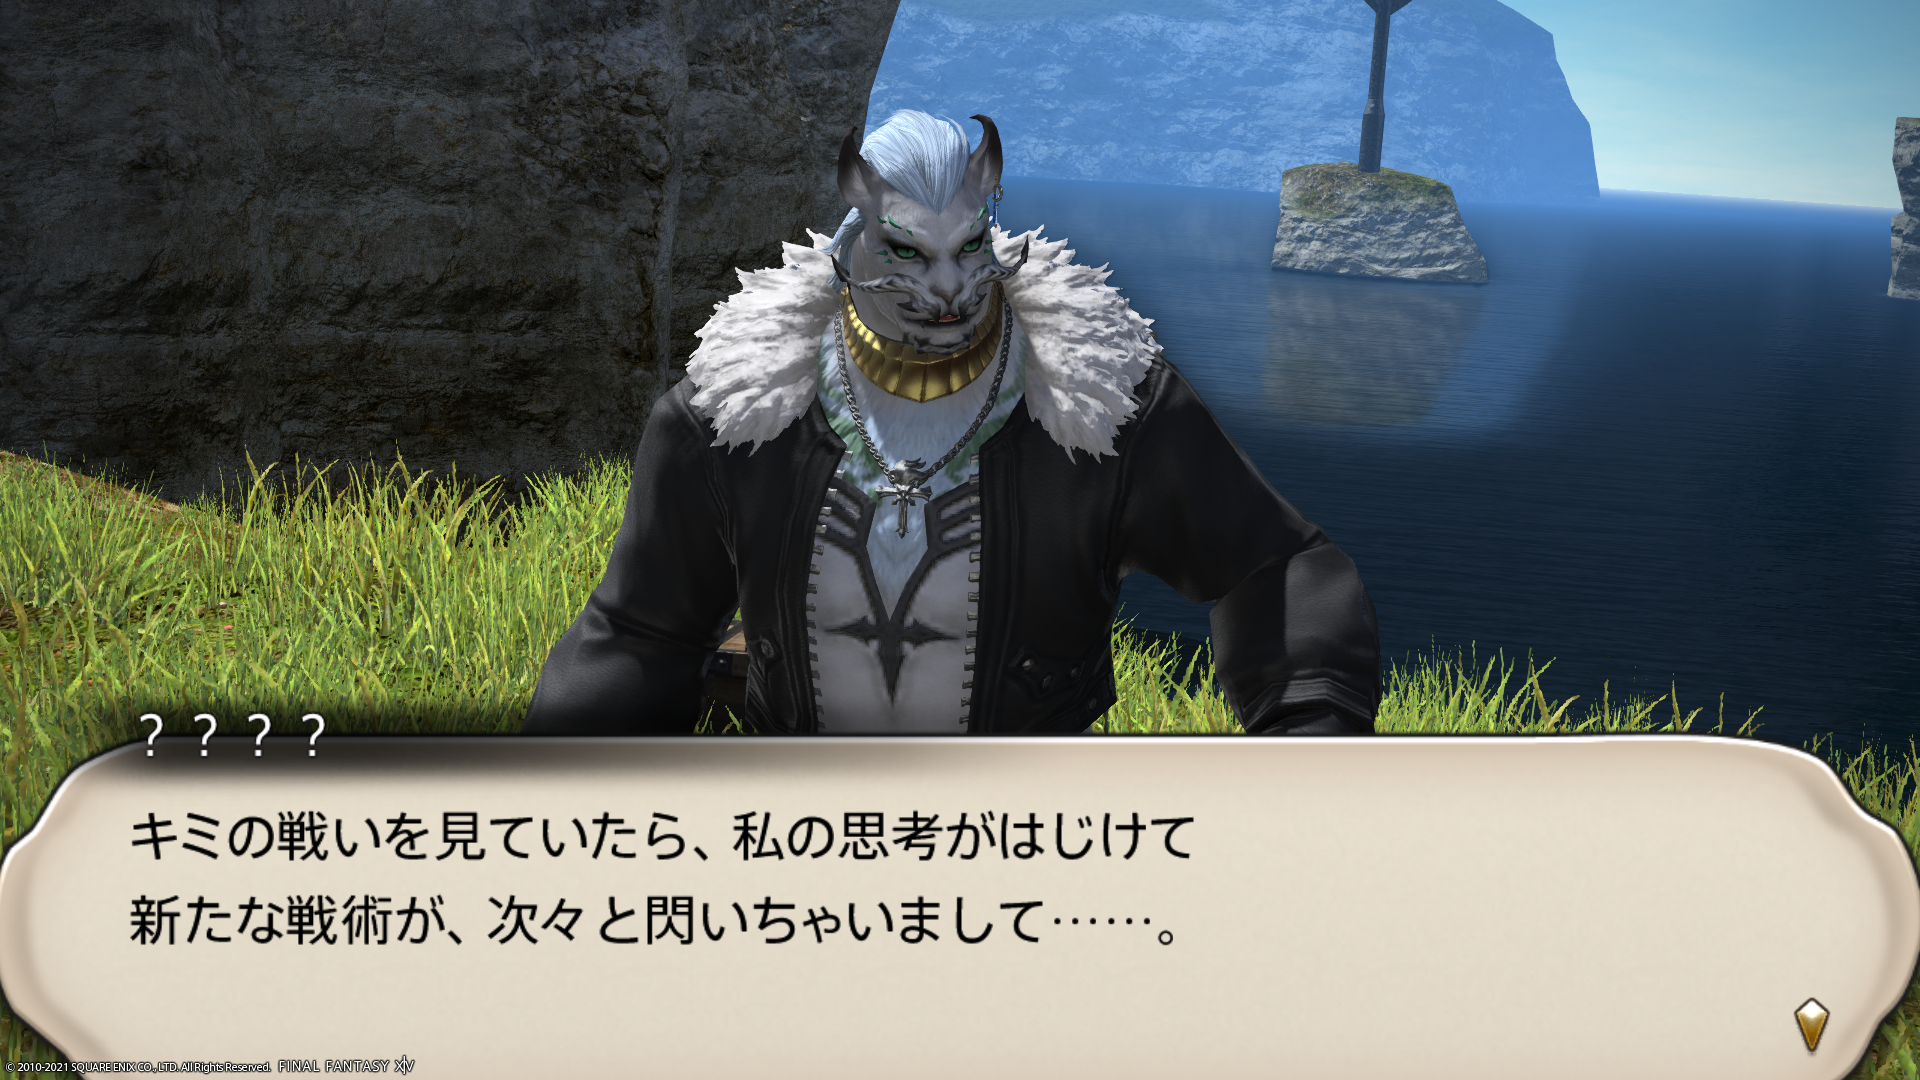 ？？？？
キミの戦いを見ていたら、私の思考がはじけて
新たな戦術が、次々と閃いちゃいまして……。
© 2010-2021 SQUARE ENIX CO., LTD. All Rights Reserved. FINAL FANTASY XIV